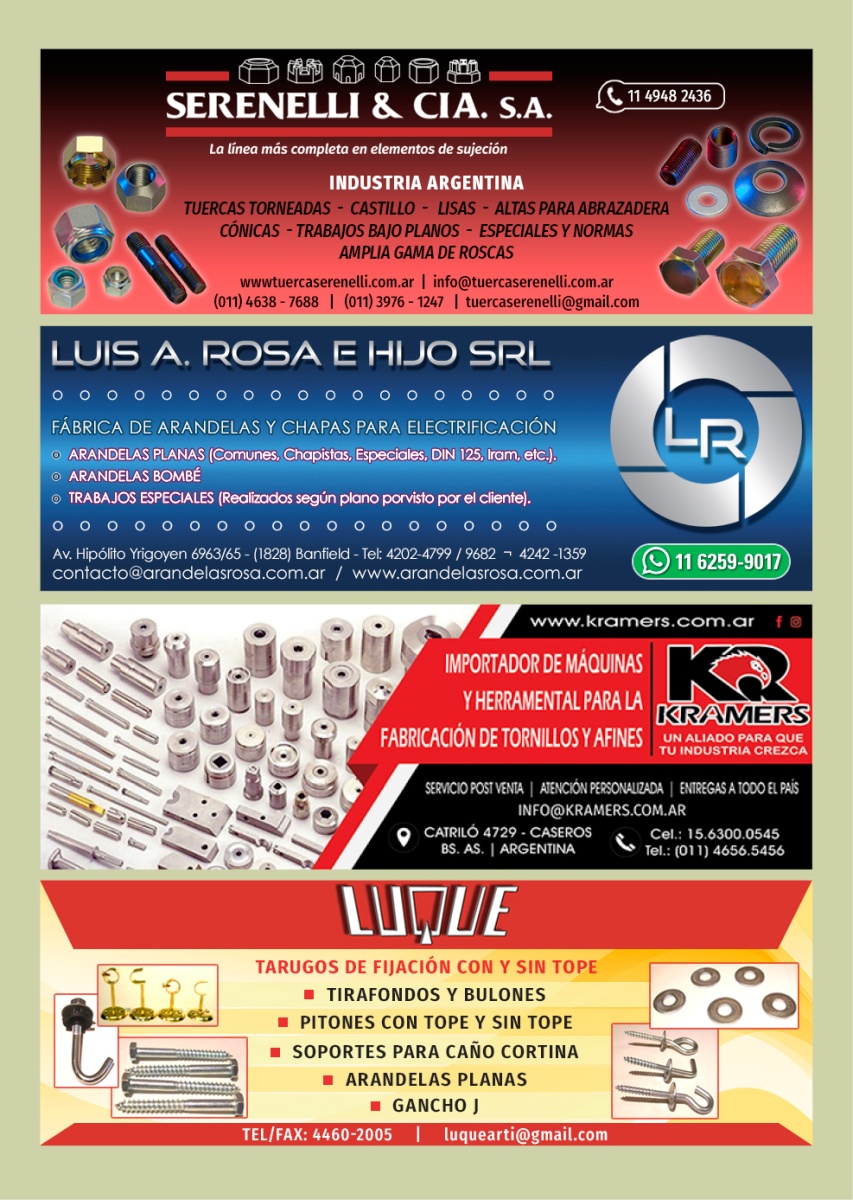 SERENELLI & CIA. S.A.
11 4948 2436
La línea más completa en elementos de sujeción
INDUSTRIA ARGENTINA
TUERCAS TORNEADAS - CASTILLO - LISAS - ALTAS PARA ABRAZADERA
CÓNICAS - TRABAJOS BAJO PLANOS - ESPECIALES Y NORMAS
AMPLIA GAMA DE ROSCAS
wwwtuercaserenelli.com.ar | info@tuercaserenelli.com.ar
(011) 4638 - 7688 | (011) 3976 - 1247 | tuercaserenelli@gmail.com
LUIS A. ROSA E HIJO SRL
FÁBRICA DE ARANDELAS Y CHAPAS PARA ELECTRIFICACIÓN
ARANDELAS PLANAS (Comunes, Chapistas, Especiales, DIN 125, Iram, etc.).
ARANDELAS BOMBÉ
TRABAJOS ESPECIALES (Realizados según plano porvisto por el cliente).
LR
Av. Hipólito Yrigoyen 6963/65 - (1828) Banfield - Tel: 4202-4799 / 9682 ¬ 4242 -1359
contacto@arandelasrosa.com.ar / www.arandelasrosa.com.ar
11 6259-9017
www.kramers.com.ar
IMPORTADOR DE MÁQUINAS
Y HERRAMENTAL PARA LA
FABRICACIÓN DE TORNILLOS Y AFINES
KR
KRAMERS
UN ALIADO PARA QUE
TU INDUSTRIA CREZCA
SERVICIO POST VENTA | ATENCIÓN PERSONALIZADA | ENTREGAS A TODO EL PAÍS
INFO@KRAMERS.COM.AR
CATRILÓ 4729 - CASEROS
BS. AS. | ARGENTINA
Cel.: 15.6300.0545
Tel.: (011) 4656.5456
LUQUE
TARUGOS DE FIJACIÓN CON Y SIN TOPE
TIRAFONDOS Y BULONES
PITONES CON TOPE Y SIN TOPE
SOPORTES PARA CAÑO CORTINA
ARANDELAS PLANAS
GANCHO J
TEL/FAX: 4460-2005 | luquearti@gmail.com